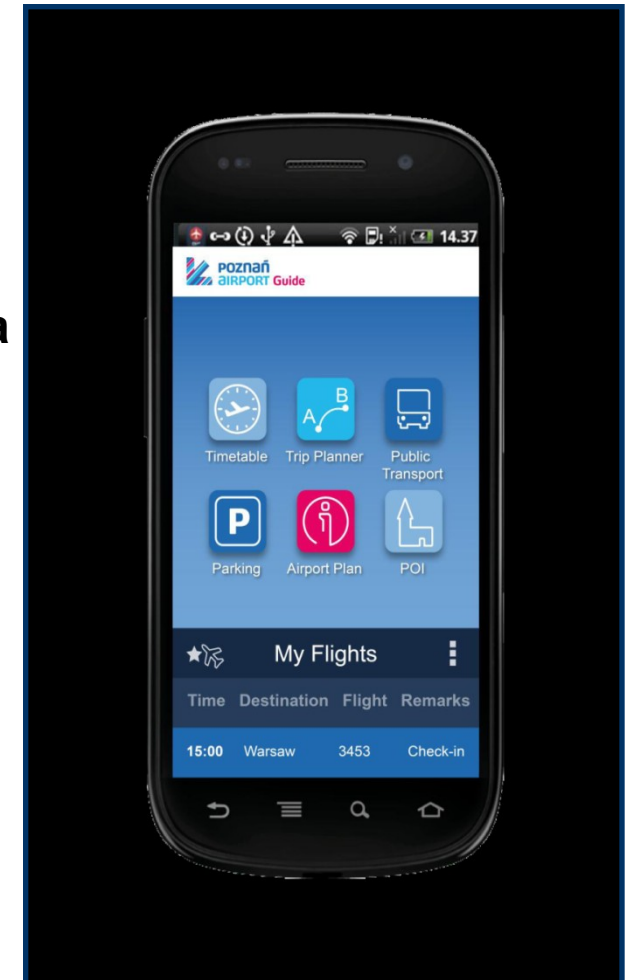 a
14.37
POZNAń
aIRPORT Guide
A B
Timetable Trip Planner Public
Transport
P
Parking Airport Plan POI
My Flights
Time Destination Flight Remarks
15:00 Warsaw 3453 Check-in